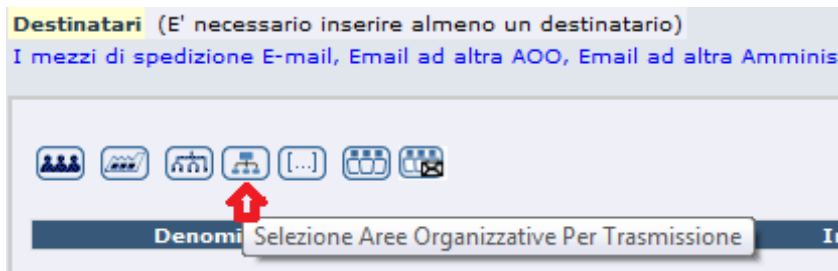 Destinatari (E' necessario inserire almeno un destinatario)
I mezzi di spedizione E-mail, Email ad altra AOO, Email ad altra Amminis
[...]
Denomi Selezione Aree Organizzative Per Trasmissione I